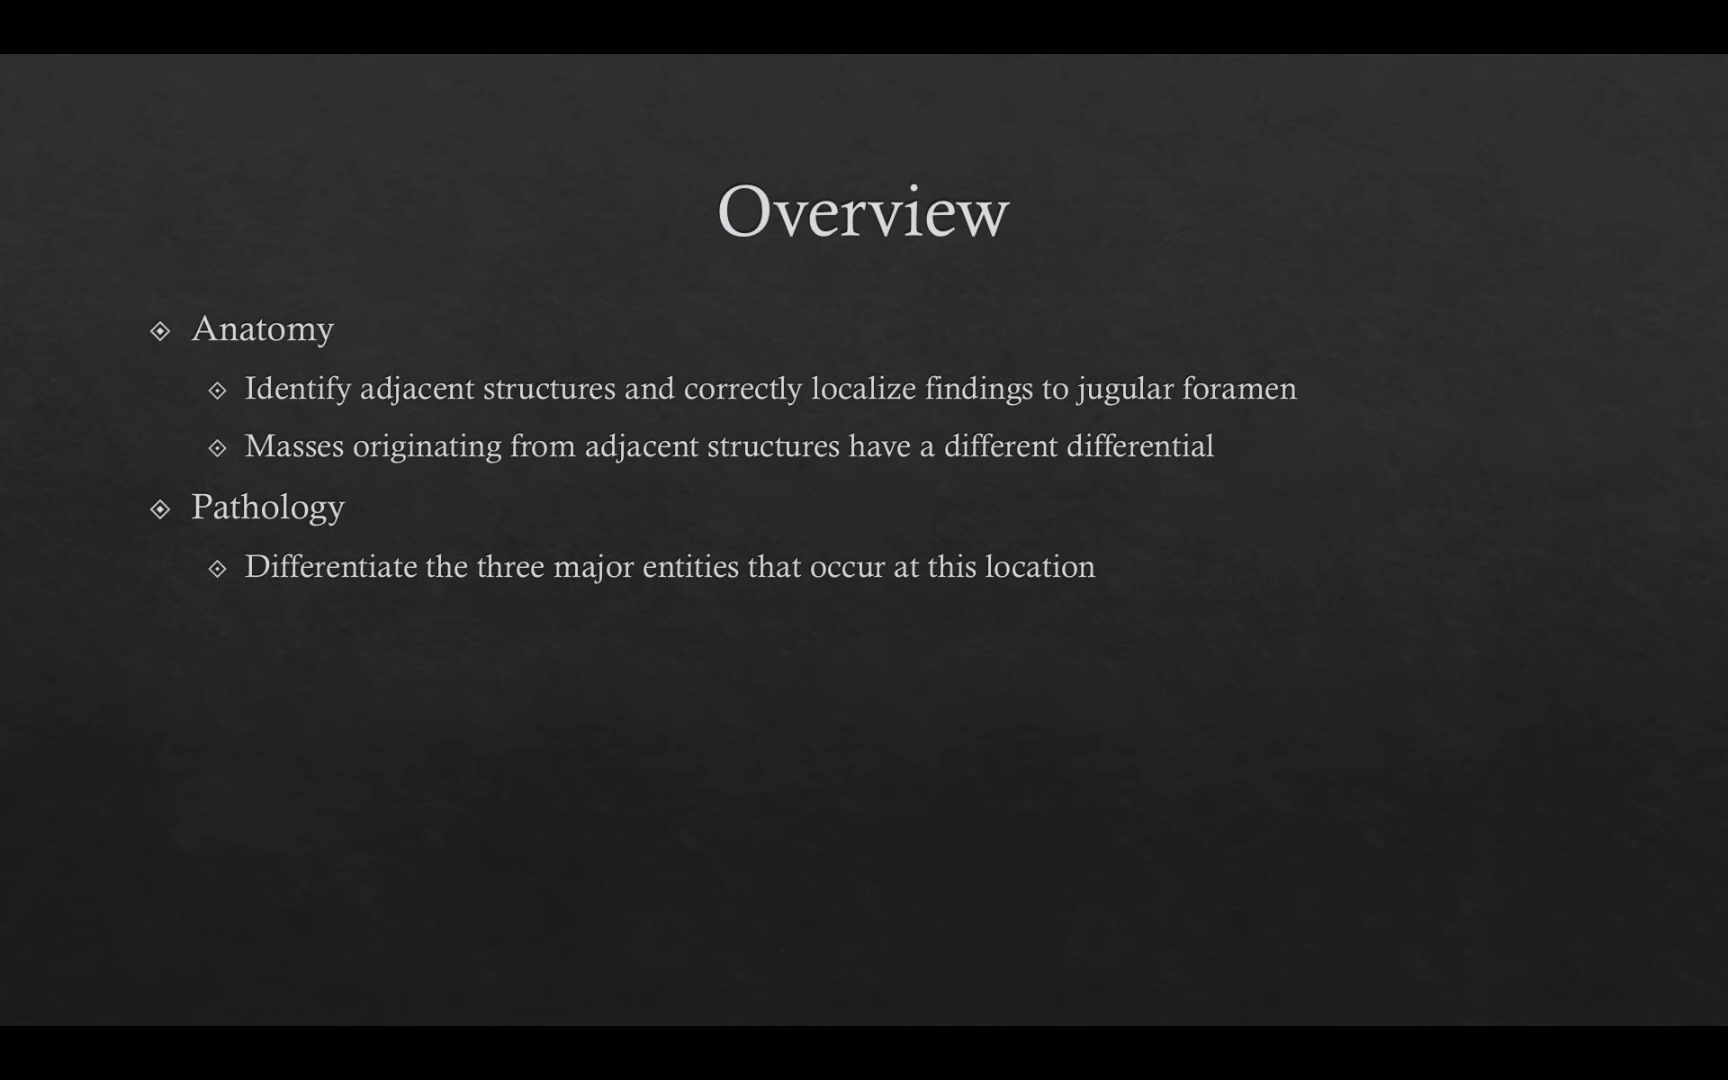 Overview
Anatomy
Identify adjacent structures and correctly localize findings to jugular foramen
Masses originating from adjacent structures have a different differential
Pathology
Differentiate the three major entities that occur at this location